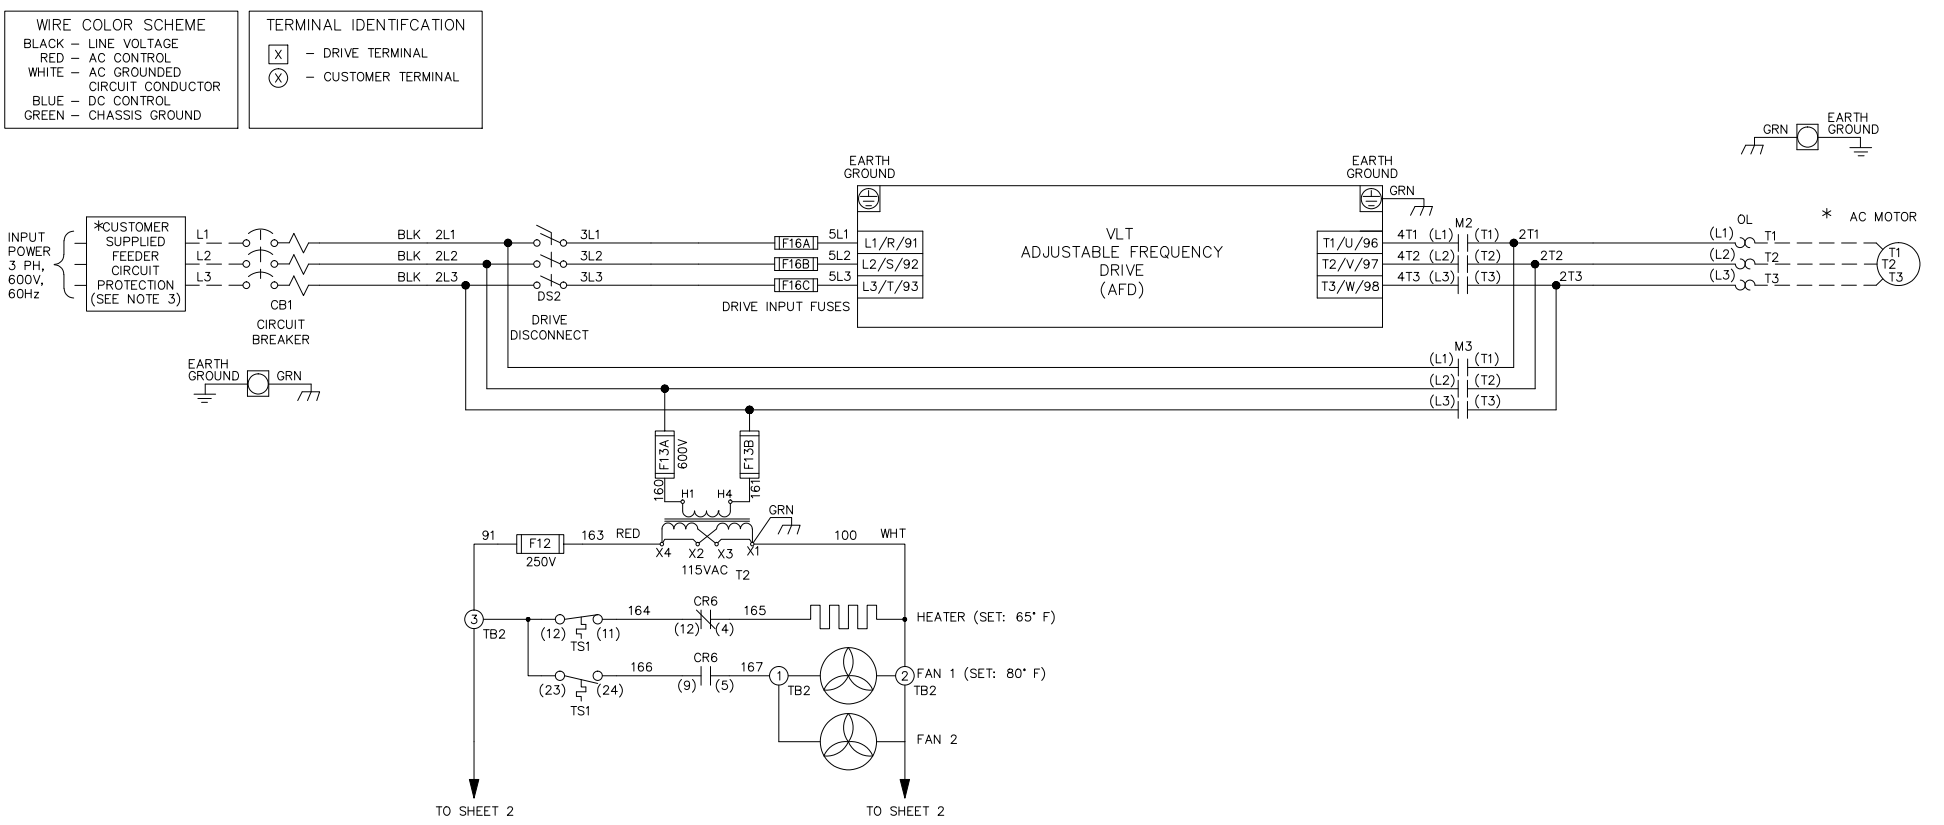 WIRE COLOR SCHEME
BLACK – LINE VOLTAGE
RED – AC CONTROL
WHITE – AC GROUNDED
CIRCUIT CONDUCTOR
BLUE – DC CONTROL
GREEN – CHASSIS GROUND
TERMINAL IDENTIFCATION
X – DRIVE TERMINAL
X – CUSTOMER TERMINAL
GRN
EARTH
GROUND
INPUT
POWER
3 PH,
600V,
60Hz
*CUSTOMER
SUPPLIED
FEEDER
CIRCUIT
PROTECTION
(SEE NOTE 3)
L1
L2
L3
CB1
CIRCUIT
BREAKER
BLK 2L1
BLK 2L2
BLK 2L3
DS2
DRIVE
DISCONNECT
3L1
3L2
3L3
F16A
F16B
F16C
DRIVE INPUT FUSES
5L1
5L2
5L3
EARTH
GROUND
L1/R/91
L2/S/92
L3/T/93
VLT
ADJUSTABLE FREQUENCY
DRIVE
(AFD)
EARTH
GROUND
GRN
T1/U/96
T2/V/97
T3/W/98
M2
4T1 (L1) (T1) 2T1
4T2 (L2) (T2) 2T2
4T3 (L3) (T3) 2T3
OL
(L1) T1
(L2) T2
(L3) T3
* AC MOTOR
T1
T2
T3
M3
(L1) (T1)
(L2) (T2)
(L3) (T3)
EARTH
GROUND
GRN
F13A
600V
F13B
160
161
H1 H4
GRN
91
F12
250V
163 RED
X4 X2 X3 X1
115VAC T2
100 WHT
3
TB2
(12) (11)
TS1
164
CR6
(12) (4)
165
HEATER (SET: 65° F)
(23) (24)
TS1
166
CR6
(9) (5)
167
1
TB2
2
TB2
FAN 1 (SET: 80° F)
FAN 2
TO SHEET 2
TO SHEET 2